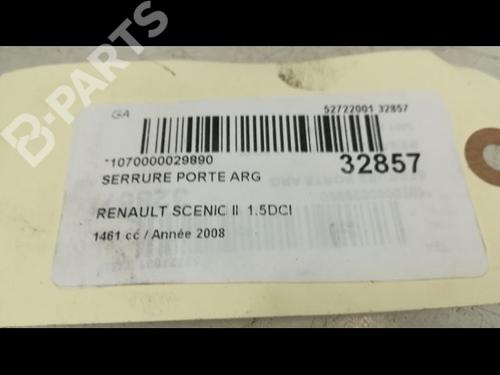 GA
52722001 32857
*1070000029890
32857
SERRURE PORTE ARG
RENAULT SCENIC II 1.5DCI
1461 cc / Année 2008
B-PARTS